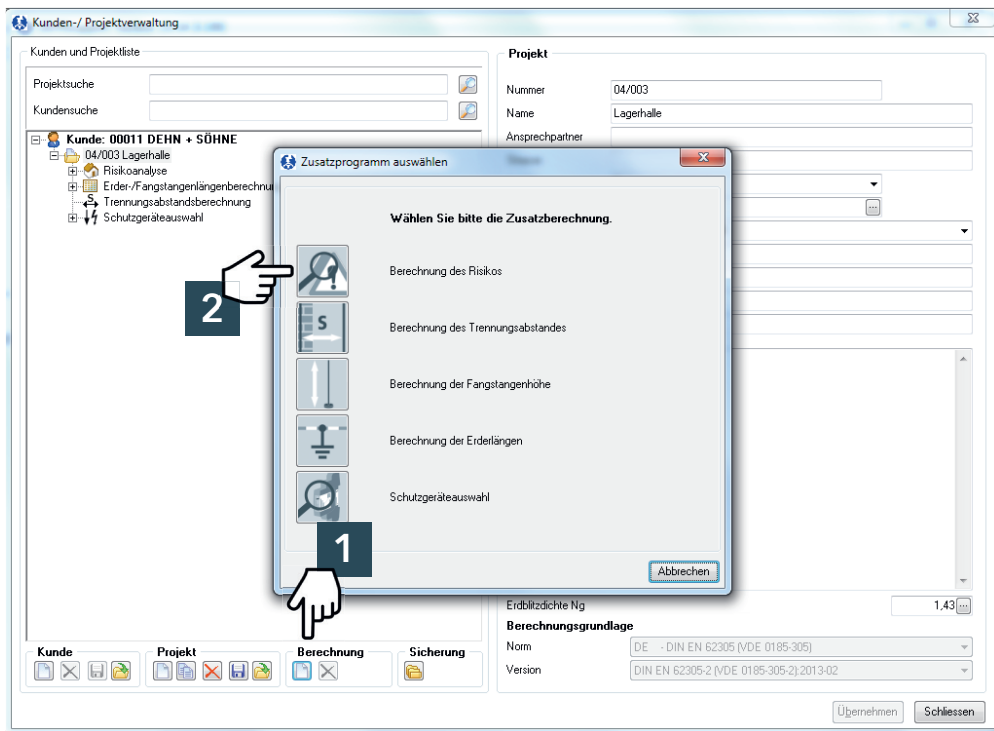 Kunden-/ Projektverwaltung
Kunden und Projektliste
Projektsuche
Kundensuche
Kunde: 00011 DEHN + SÖHNE
04/003 Lagerhalle
Risikoanalyse
Erder-/Fangstangenlängenberechnu
Trennungsabstandsberechnung
Schutzgeräteauswahl
Kunde
Projekt
Berechnung
Sicherung
Projekt
Nummer 04/003
Name Lagerhalle
Ansprechpartner
Zusatzprogramm auswählen
Wählen Sie bitte die Zusatzberechnung.
Berechnung des Risikos
S
Berechnung des Trennungsabstandes
Berechnung der Fangstangenhöhe
Berechnung der Erderlängen
Schutzgeräteauswahl
Abbrechen
2
1
Erdblitzdichte Ng 1,43 ...
Berechnungsgrundlage
Norm DE - DIN EN 62305 (VDE 0185-305)
Version DIN EN 62305-2 (VDE 0185-305-2):2013-02
Übernehmen
Schliessen